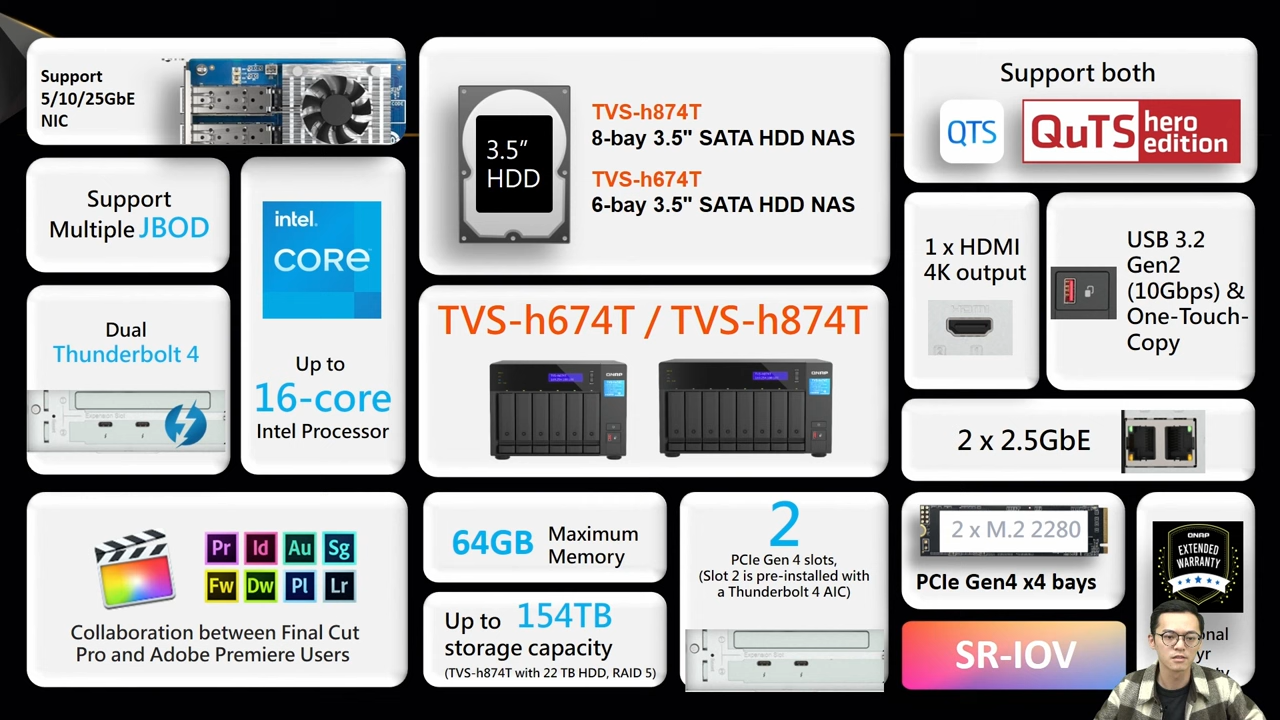 Support
5/10/25GbE
NIC
Support
Multiple JBOD
intel.
CORE
Up to
16-core
Intel Processor
Dual
Thunderbolt 4
3.5”
HDD
TVS-h874T
8-bay 3.5" SATA HDD NAS
TVS-h674T
6-bay 3.5" SATA HDD NAS
TVS-h674T / TVS-h874T
Support both
QTS
QuTS hero
edition
1 x HDMI
4K output
USB 3.2
Gen2
(10Gbps) &
One-Touch-
Copy
2 x 2.5GbE
Pr Id Au Sg
Fw Dw Pl Lr
Collaboration between Final Cut
Pro and Adobe Premiere Users
64GB Maximum
Memory
Up to 154TB
storage capacity
(TVS-h874T with 22 TB HDD, RAID 5)
2
PCIe Gen 4 slots,
(Slot 2 is pre-installed with
a Thunderbolt 4 AIC)
2 x M.2 2280
PCIe Gen4 x4 bays
SR-IOV
QNAP
EXTENDED
WARRANTY